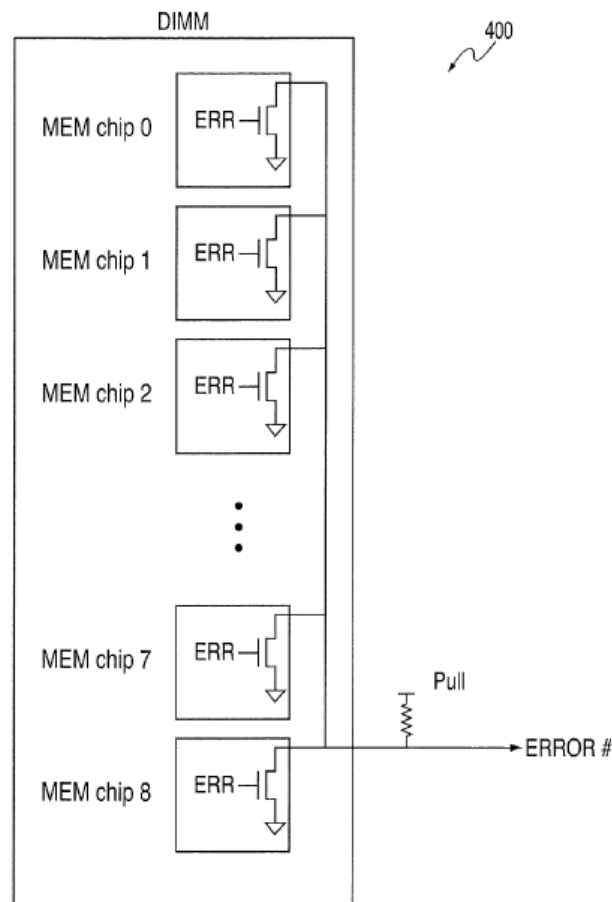 DIMM
400
MEM chip 0
ERR
MEM chip 1
ERR
MEM chip 2
ERR
MEM chip 7
ERR
Pull
ERROR #
MEM chip 8
ERR